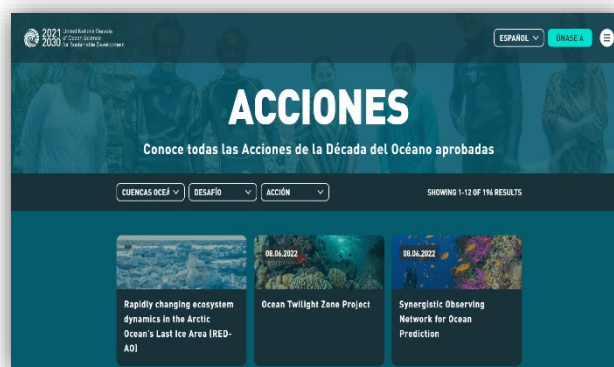 2021 United Nations Decade
of Ocean Science
2030 for Sustainable Development
ESPAÑOL
ÚNASE A
ACCIONES
Conoce todas las Acciones de la Década del Océano aprobadas
CUENCAS OCEÁ
DESAFÍO
ACCIÓN
SHOWING 1-12 OF 196 RESULTS
08.06.2022
08.06.2022
Rapidly changing ecosystem
dynamics in the Arctic
Ocean's Last Ice Area (RED-
AO)
Ocean Twilight Zone Project
Synergistic Observing
Network for Ocean
Prediction